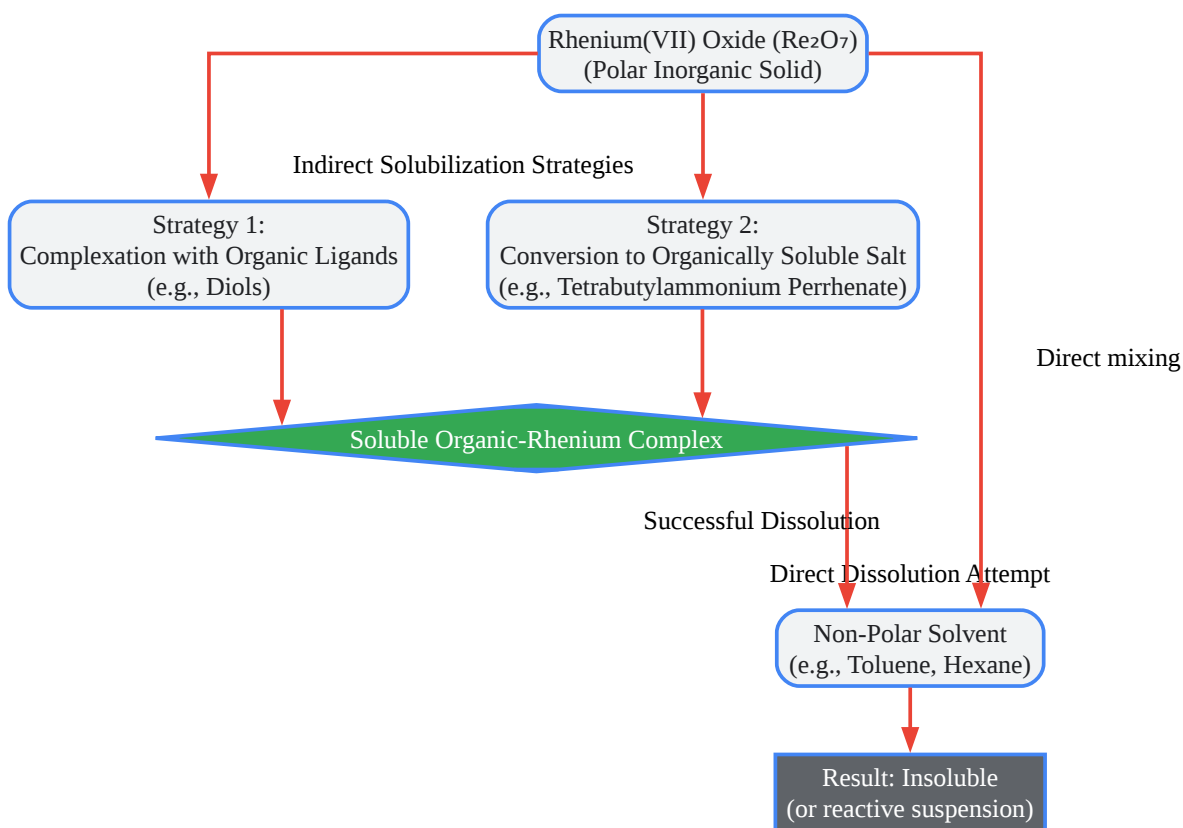 Rhenium(VII) Oxide (Re₂O₇)
(Polar Inorganic Solid)
Indirect Solubilization Strategies
Strategy 1:
Complexation with Organic Ligands
(e.g., Diols)
Strategy 2:
Conversion to Organically Soluble Salt
(e.g., Tetrabutylammonium Perrhenate)
Direct mixing
Soluble Organic-Rhenium Complex
Successful Dissolution
Direct Dissolution Attempt
Non-Polar Solvent
(e.g., Toluene, Hexane)
Result: Insoluble
(or reactive suspension)